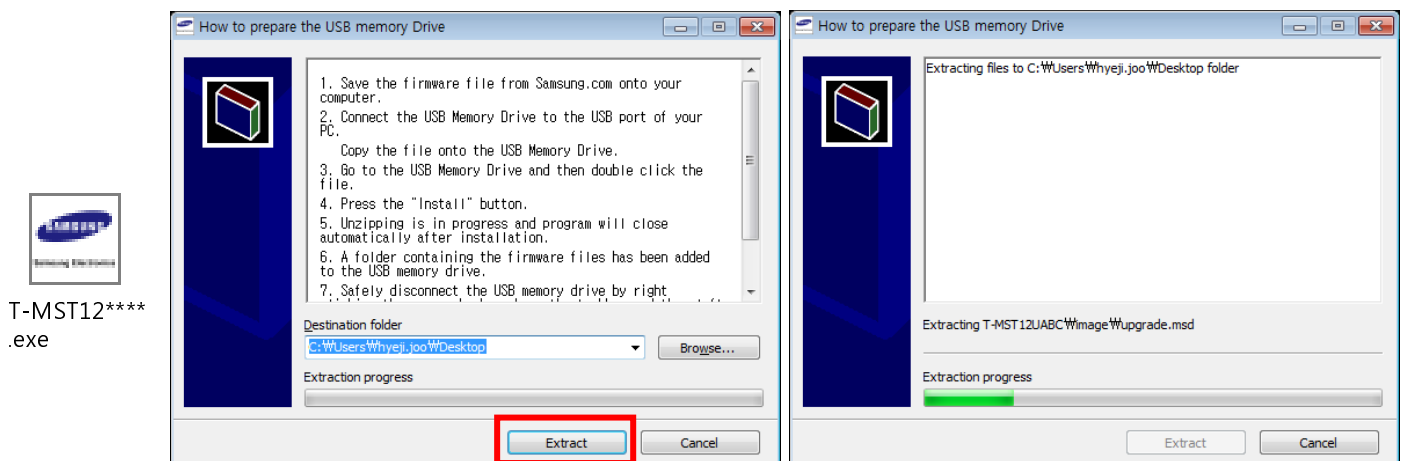 SAMSUNG
Samsung Electronics
T-MST12****
.exe
How to prepare the USB memory Drive
1. Save the firmware file from Samsung.com onto your
computer.
2. Connect the USB Memory Drive to the USB port of your
PC.
Copy the file onto the USB Memory Drive.
3. Go to the USB Memory Drive and then double click the
file.
4. Press the "Install" button.
5. Unzipping is in progress and program will close
automatically after installation.
6. A folder containing the firmware files has been added
to the USB memory drive.
7. Safely disconnect the USB memory drive by right
Destination folder
C:₩Users₩hyeji.joo₩Desktop
Browse...
Extraction progress
Extract
Cancel
How to prepare the USB memory Drive
Extracting files to C:₩Users₩hyeji.joo₩Desktop folder
Extracting T-MST12UABC₩image₩upgrade.msd
Extraction progress
Extract
Cancel